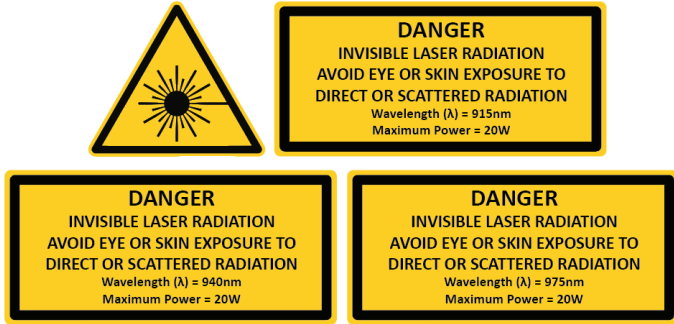 DANGER
INVISIBLE LASER RADIATION
AVOID EYE OR SKIN EXPOSURE TO
DIRECT OR SCATTERED RADIATION
Wavelength (λ) = 915nm
Maximum Power = 20W
DANGER
INVISIBLE LASER RADIATION
AVOID EYE OR SKIN EXPOSURE TO
DIRECT OR SCATTERED RADIATION
Wavelength (λ) = 940nm
Maximum Power = 20W
DANGER
INVISIBLE LASER RADIATION
AVOID EYE OR SKIN EXPOSURE TO
DIRECT OR SCATTERED RADIATION
Wavelength (λ) = 975nm
Maximum Power = 20W